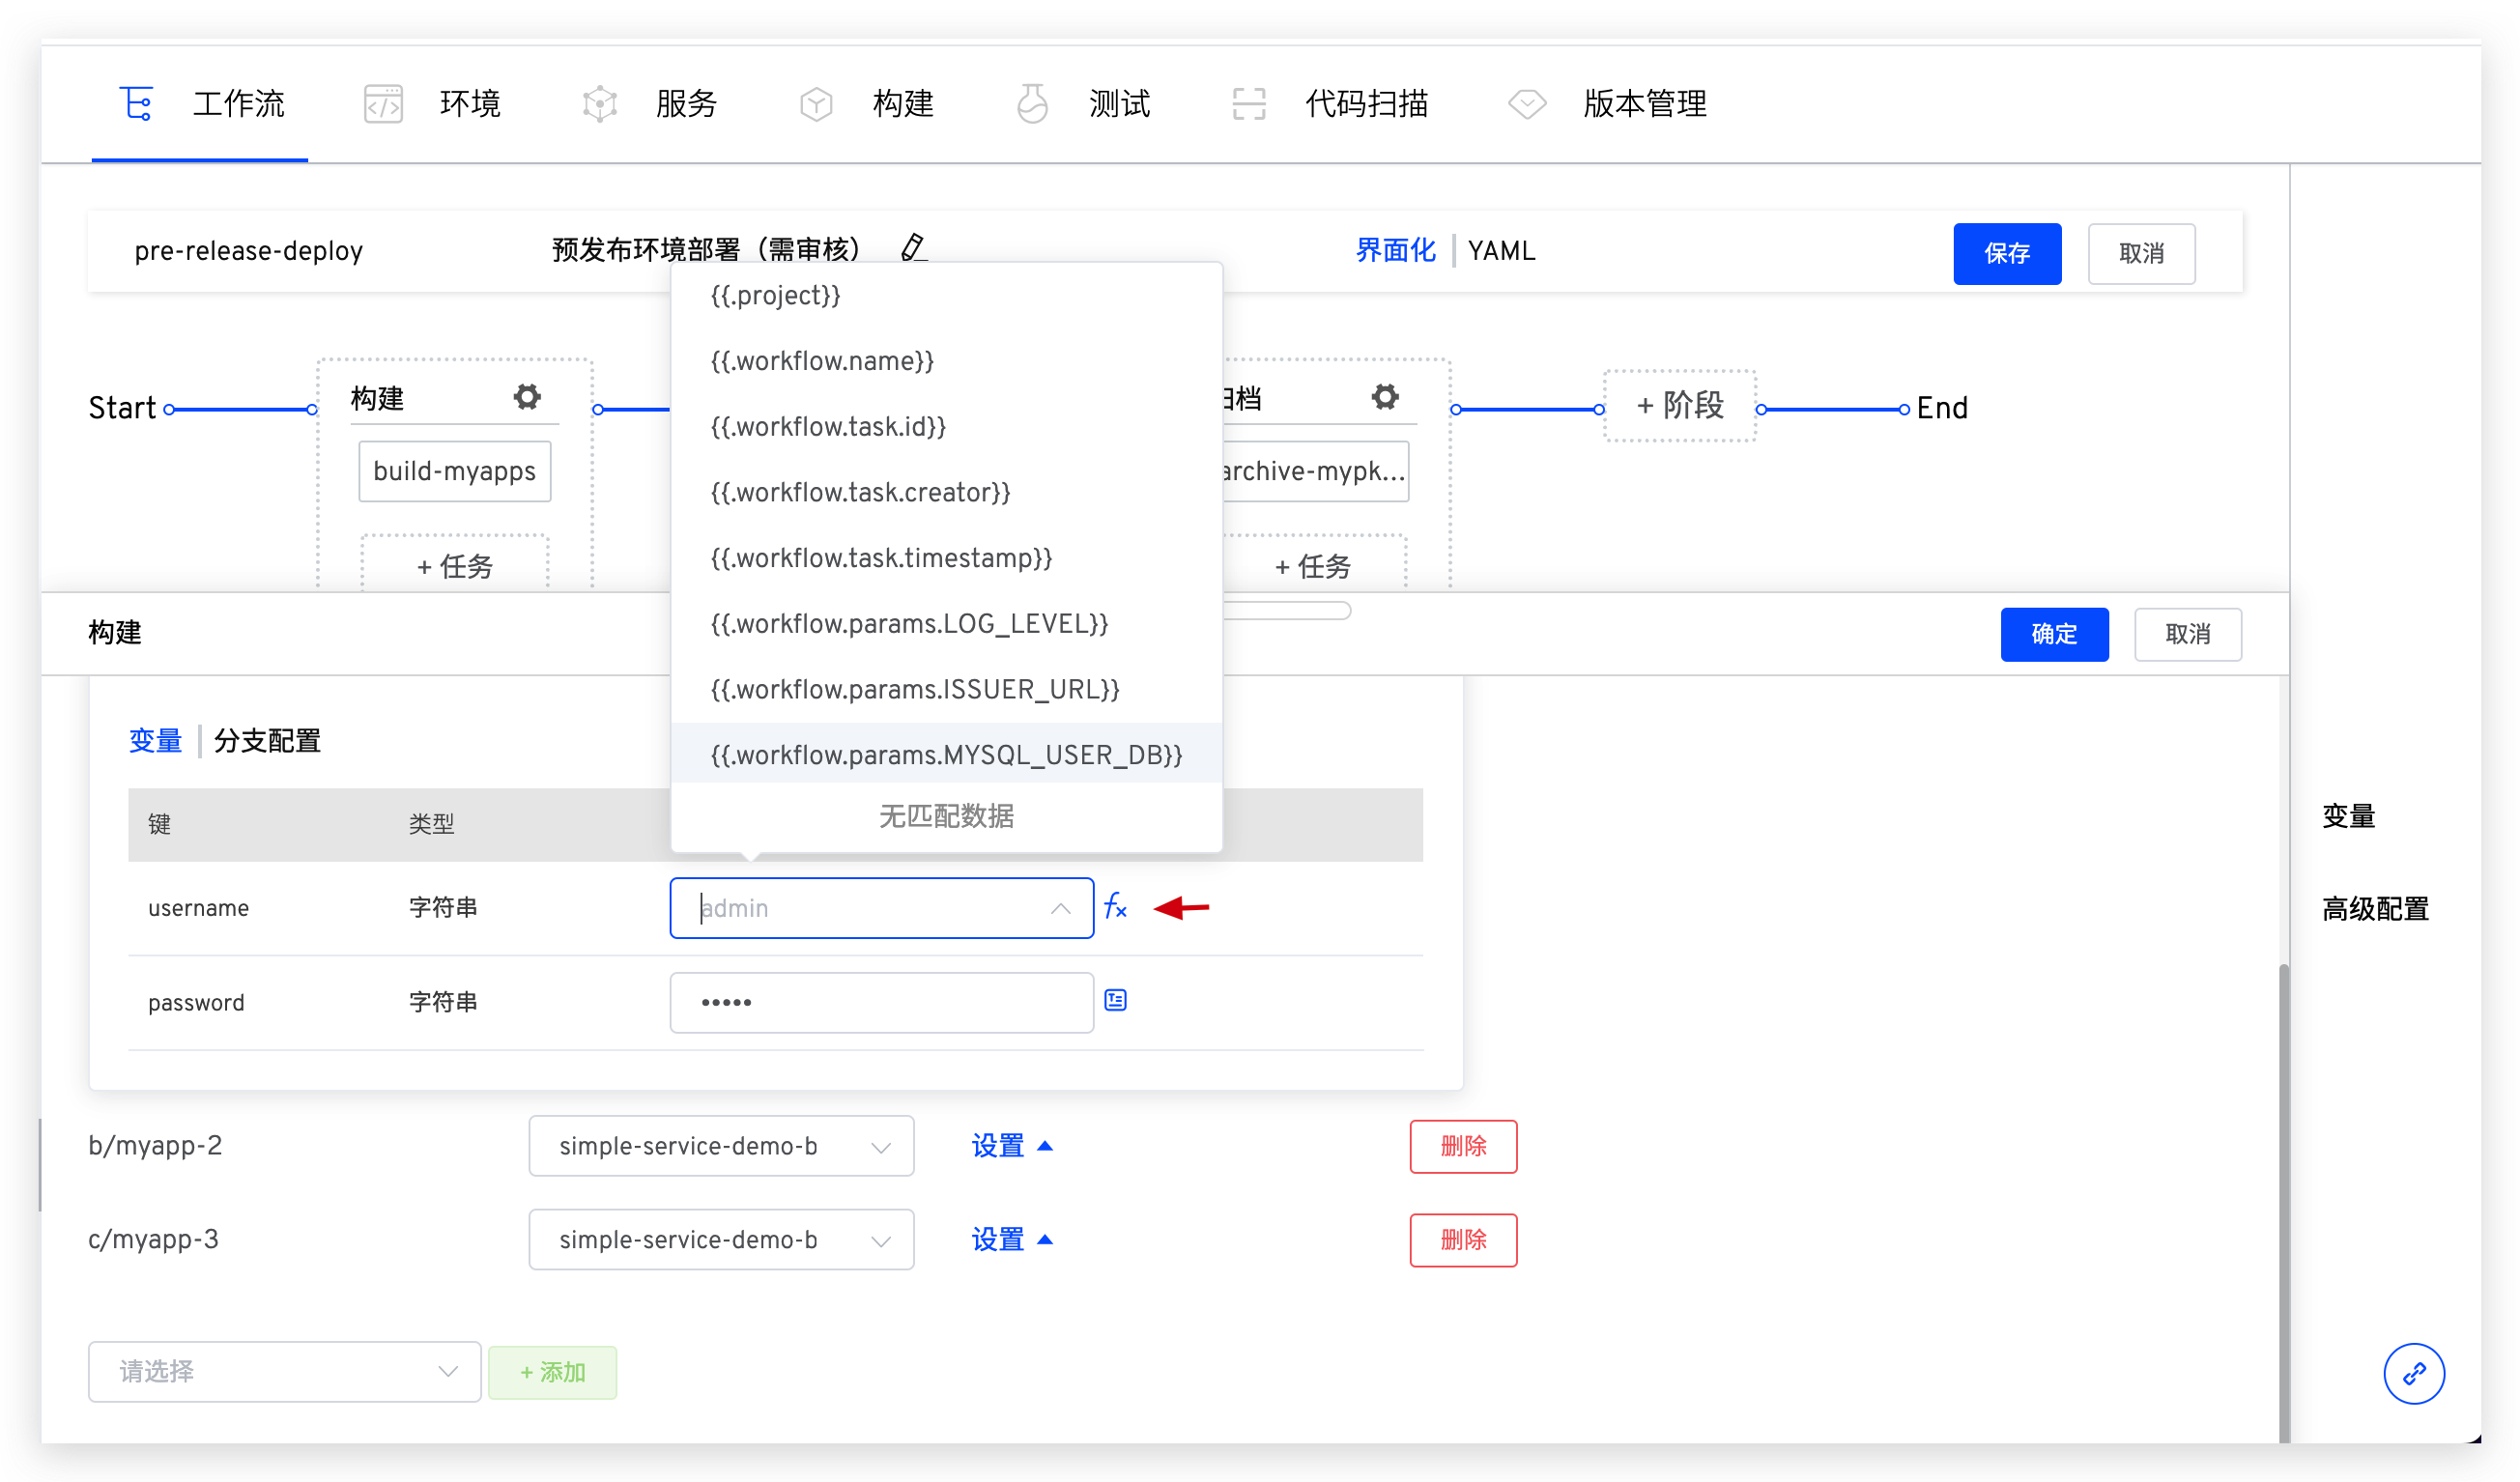 工作流 环境 服务 构建 测试 代码扫描 版本管理
pre-release-deploy 预发布环境部署（需审核） 界面化 YAML 保存 取消
{{.project}}
{{.workflow.name}}
{{.workflow.task.id}}
{{.workflow.task.creator}}
{{.workflow.task.timestamp}}
{{.workflow.params.LOG_LEVEL}}
{{.workflow.params.ISSUER_URL}}
{{.workflow.params.MYSQL_USER_DB}}
无匹配数据
Start 构建 归档 + 阶段 End
build-myapps archive-mypk...
+ 任务 + 任务
构建 确定 取消
变量 分支配置
键 类型
username 字符串 admin fx
password 字符串 •••••
变量
高级配置
b/myapp-2 simple-service-demo-b 设置 删除
c/myapp-3 simple-service-demo-b 设置 删除
请选择 + 添加